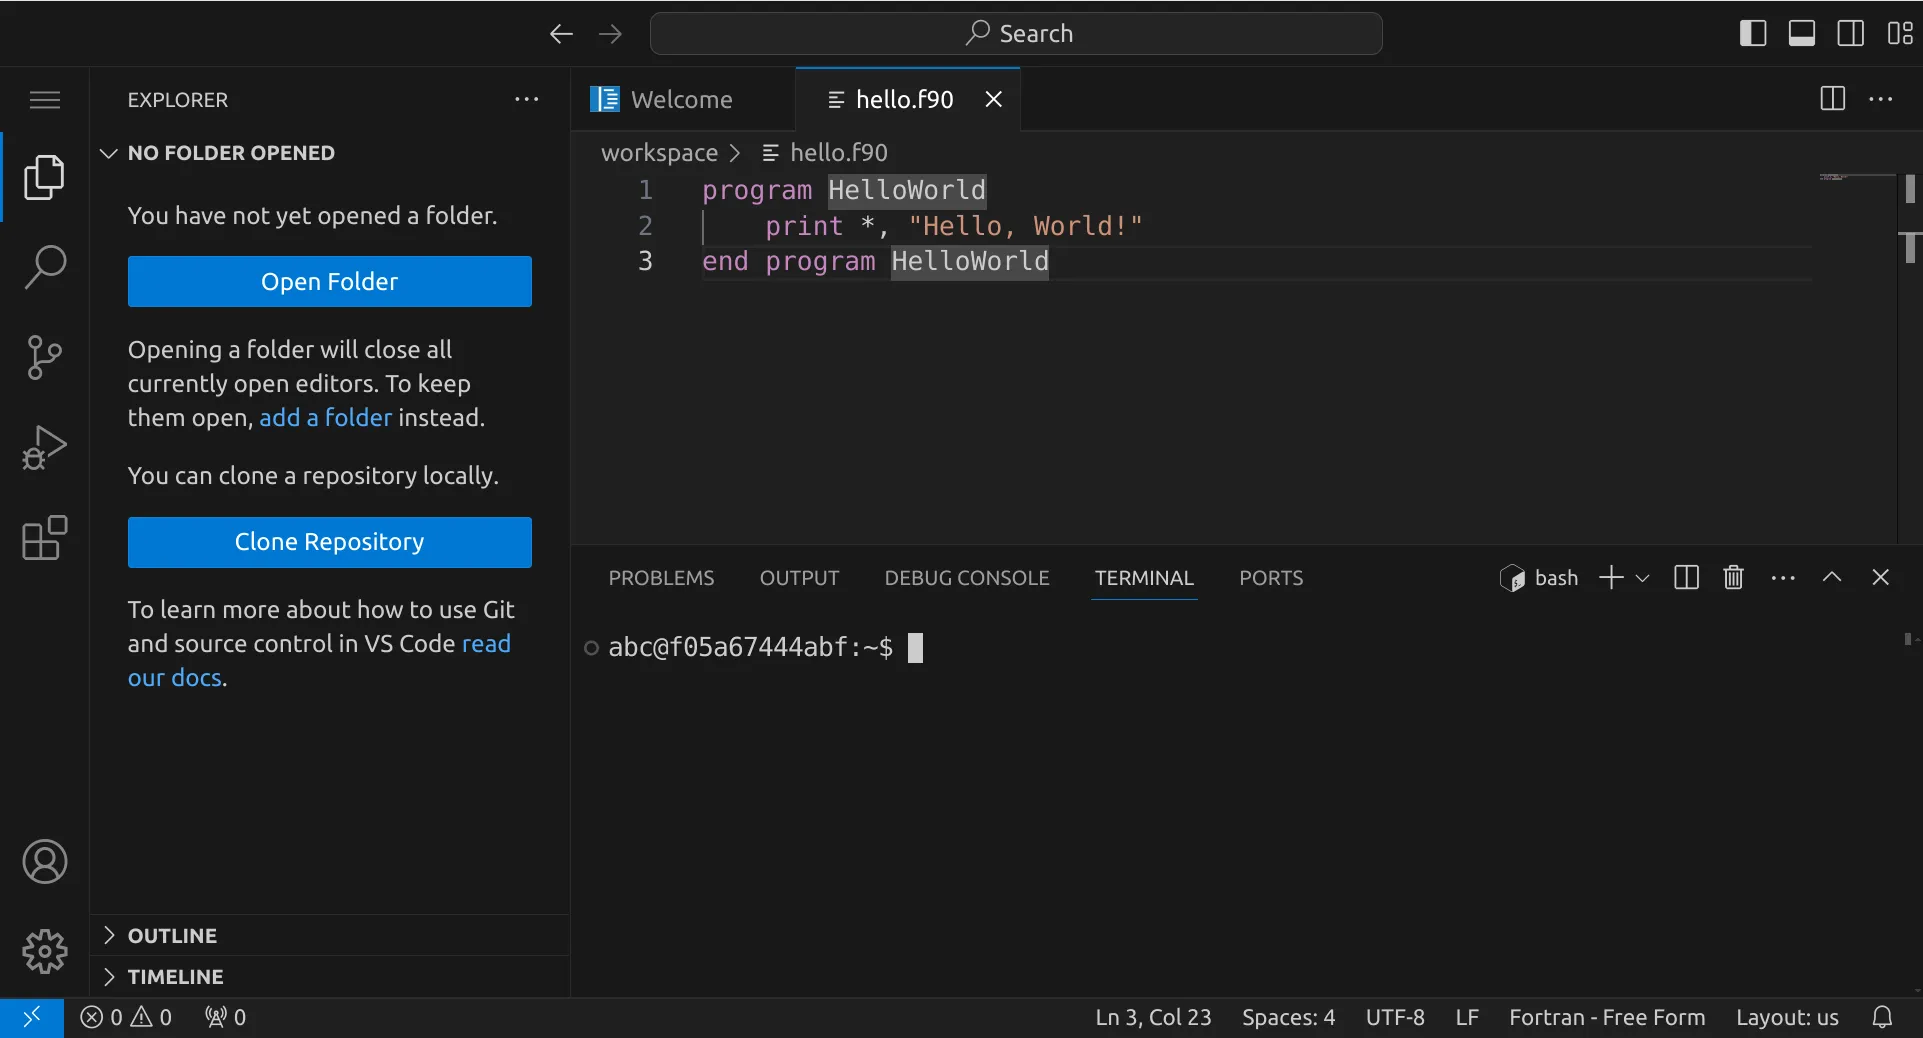 Search
EXPLORER
NO FOLDER OPENED
You have not yet opened a folder.
Open Folder
Opening a folder will close all
currently open editors. To keep
them open, add a folder instead.
You can clone a repository locally.
Clone Repository
To learn more about how to use Git
and source control in VS Code read
our docs.
OUTLINE
TIMELINE
Welcome
hello.f90
workspace > hello.f90
1 program HelloWorld
2 print *, "Hello, World!"
3 end program HelloWorld
PROBLEMS OUTPUT DEBUG CONSOLE TERMINAL PORTS
bash
abc@f05a67444abf:~$
0 0 0
Ln 3, Col 23 Spaces: 4 UTF-8 LF Fortran - Free Form Layout: us